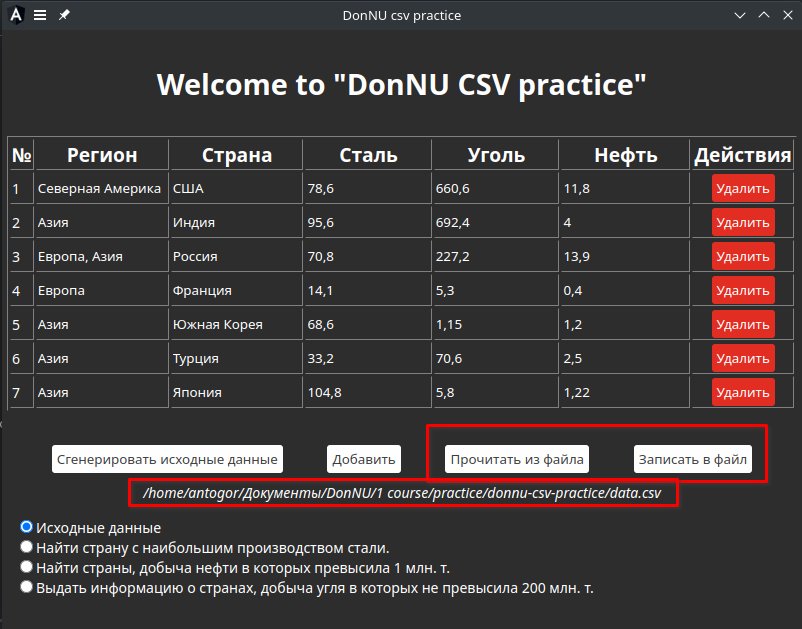 DonNU csv practice
Welcome to "DonNU CSV practice"
№ Регион Страна Сталь Уголь Нефть Действия
1 Северная Америка США 78,6 660,6 11,8 Удалить
2 Азия Индия 95,6 692,4 4 Удалить
3 Европа, Азия Россия 70,8 227,2 13,9 Удалить
4 Европа Франция 14,1 5,3 0,4 Удалить
5 Азия Южная Корея 68,6 1,15 1,2 Удалить
6 Азия Турция 33,2 70,6 2,5 Удалить
7 Азия Япония 104,8 5,8 1,22 Удалить
Сгенерировать исходные данные Добавить Прочитать из файла Записать в файл
/home/antogor/Документы/DonNU/1 course/practice/donnu-csv-practice/data.csv
Исходные данные
Найти страну с наибольшим производством стали.
Найти страны, добыча нефти в которых превысила 1 млн. т.
Выдать информацию о странах, добыча угля в которых не превысила 200 млн. т.